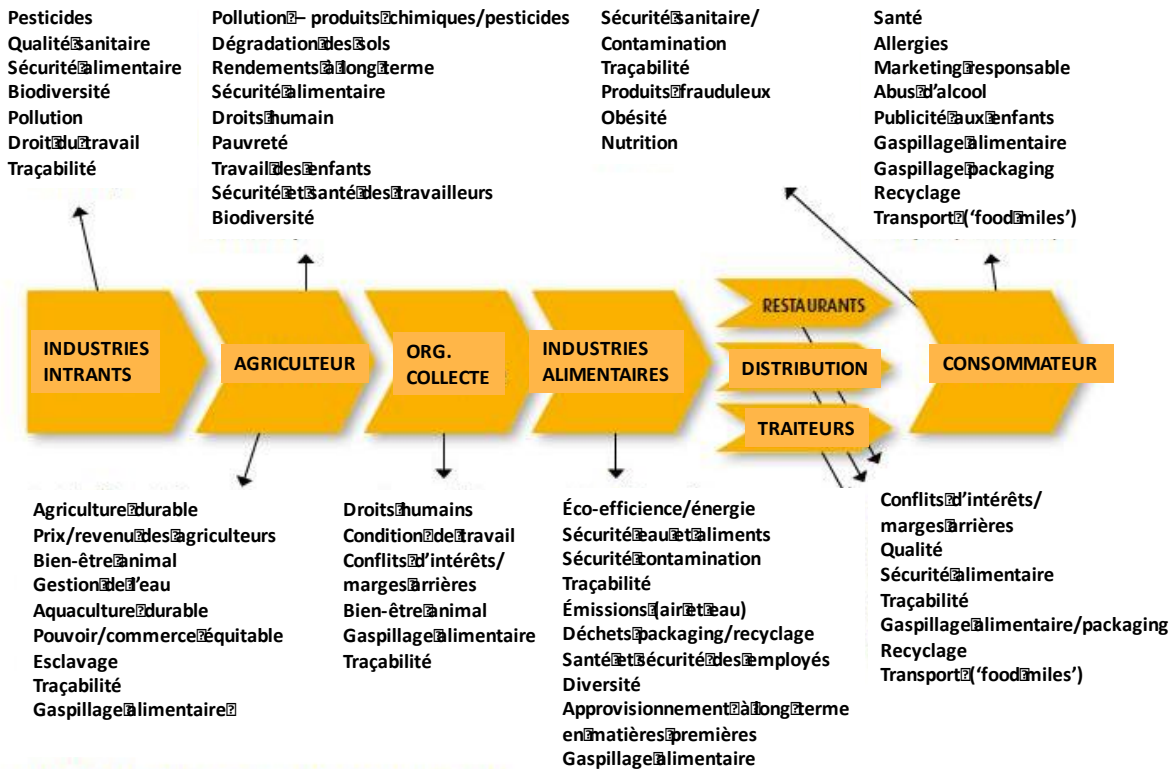 Pesticides
Qualité⍰sanitaire
Sécurité⍰alimentaire
Biodiversité
Pollution
Droit⍰du⍰travail
Traçabilité
Pollution⍰– produits⍰chimiques/pesticides
Dégradation⍰des⍰sols
Rendements⍰à⍰long⍰terme
Sécurité⍰alimentaire
Droits⍰humain
Pauvreté
Travail⍰des⍰enfants
Sécurité⍰et⍰santé⍰des⍰travailleurs
Biodiversité
Sécurité⍰sanitaire/
Contamination
Traçabilité
Produits⍰frauduleux
Obésité
Nutrition
Santé
Allergies
Marketing⍰responsable
Abus⍰d’alcool
Publicité⍰aux⍰enfants
Gaspillage⍰alimentaire
Gaspillage⍰packaging
Recyclage
Transport⍰(‘food⍰miles’)
INDUSTRIES
INTRANTS
AGRICULTEUR
ORG.
COLLECTE
INDUSTRIES
ALIMENTAIRES
RESTAURANTS
DISTRIBUTION
TRAITEURS
CONSOMMATEUR
Agriculture⍰durable
Prix/revenu⍰des⍰agriculteurs
Bien-être⍰animal
Gestion⍰de⍰l’eau
Aquaculture⍰durable
Pouvoir/commerce⍰équitable
Esclavage
Traçabilité
Gaspillage⍰alimentaire⍰
Droits⍰humains
Condition⍰de⍰travail
Conflits⍰d’intérêts/
marges⍰arrières
Bien-être⍰animal
Gaspillage⍰alimentaire
Traçabilité
Éco-efficience/énergie
Sécurité⍰eau⍰et⍰aliments
Sécurité⍰contamination
Traçabilité
Émissions⍰(air⍰et⍰eau)
Déchets⍰packaging/recyclage
Santé⍰et⍰sécurité⍰des⍰employés
Diversité
Approvisionnement⍰à⍰long⍰terme
en⍰matières⍰premières
Gaspillage⍰alimentaire
Conflits⍰d’intérêts/
marges⍰arrières
Qualité
Sécurité⍰alimentaire
Traçabilité
Gaspillage⍰alimentaire/packaging
Recyclage
Transport⍰(‘food⍰miles’)